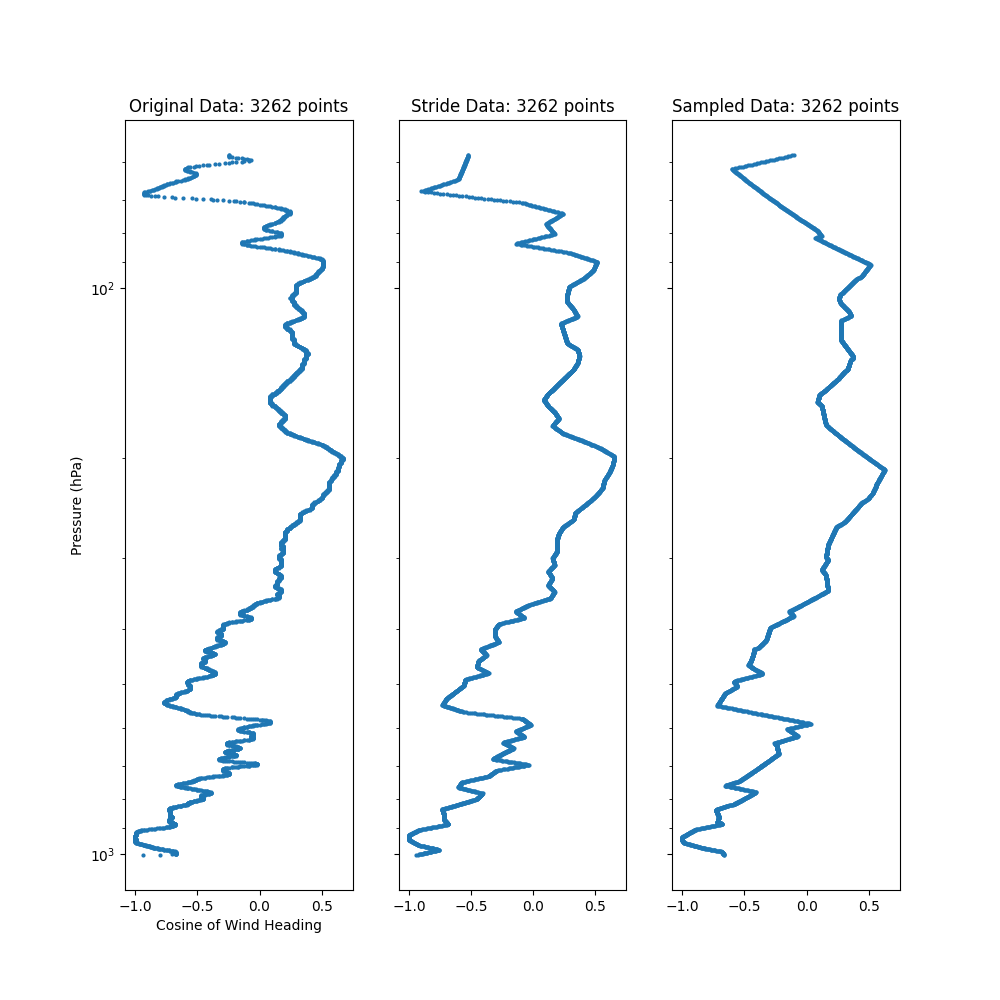 Original Data: 3262 points
Stride Data: 3262 points
Sampled Data: 3262 points
Pressure (hPa)
10²
10³
−1.0 −0.5 0.0 0.5
−1.0 −0.5 0.0 0.5
−1.0 −0.5 0.0 0.5
Cosine of Wind Heading